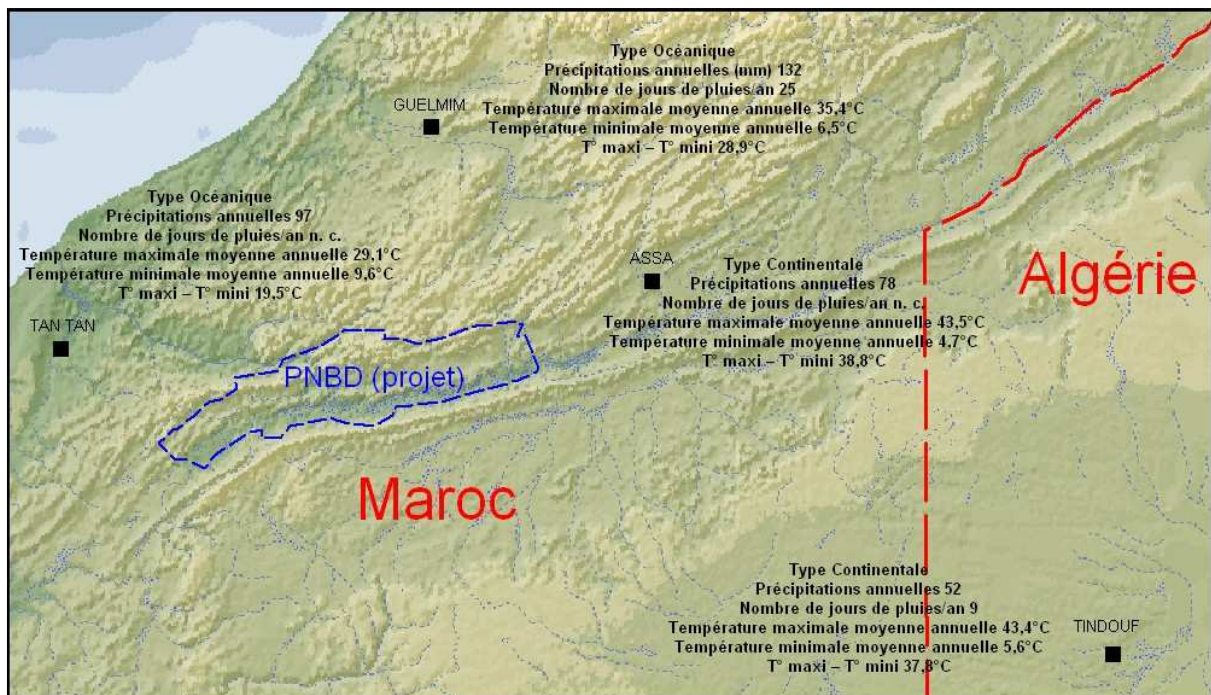 Type Océanique
Précipitations annuelles (mm) 132
Nombre de jours de pluies/an 25
Température maximale moyenne annuelle 35,4°C
Température minimale moyenne annuelle 6,5°C
T° maxi – T° mini 28,9°C
GUELMIM
Type Océanique
Précipitations annuelles 97
Nombre de jours de pluies/an n. c.
Température maximale moyenne annuelle 29,1°C
Température minimale moyenne annuelle 9,6°C
T° maxi – T° mini 19,5°C
TAN TAN
ASSA
Type Continentale
Précipitations annuelles 78
Nombre de jours de pluies/an n. c.
Température maximale moyenne annuelle 43,5°C
Température minimale moyenne annuelle 4,7°C
T° maxi – T° mini 38,8°C
Algérie
PNBD (projet)
Maroc
Type Continentale
Précipitations annuelles 52
Nombre de jours de pluies/an 9
Température maximale moyenne annuelle 43,4°C
Température minimale moyenne annuelle 5,6°C
T° maxi – T° mini 37,8°C
TINDOUF